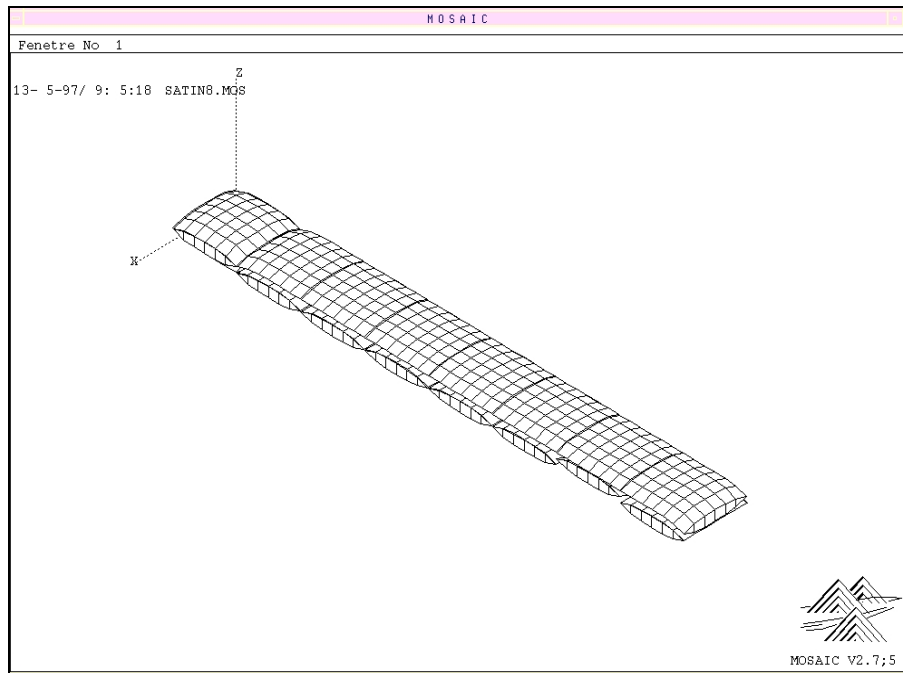 MOSAIC
Fenetre No 1
Z
13- 5-97/ 9: 5:18 SATIN8.MOS
X
MOSAIC V2.7;5